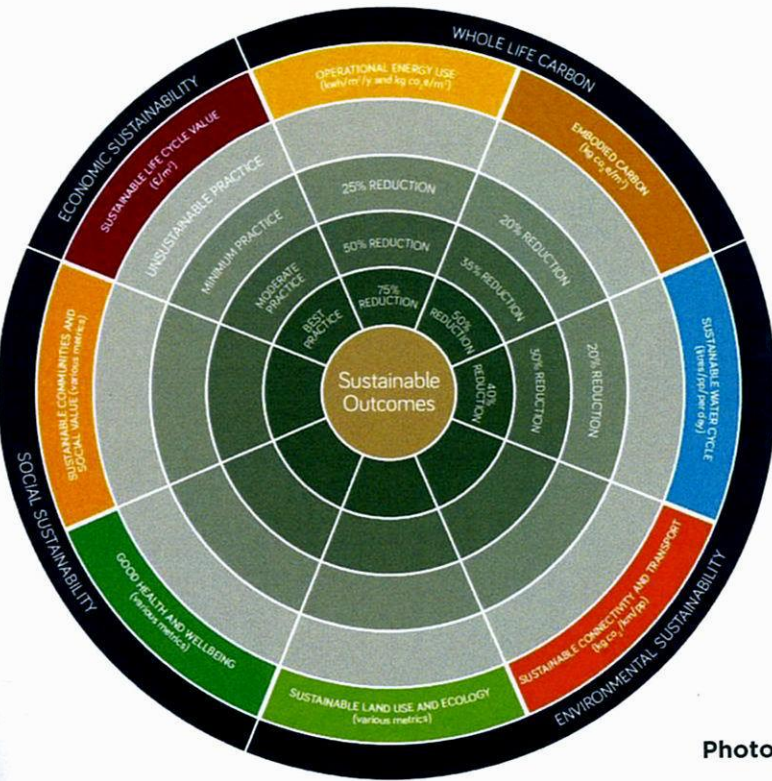 WHOLE LIFE CARBON
OPERATIONAL ENERGY USE
(kwh/m²/y and kg co₂e/m²)
EMBODIED CARBON
(kg co₂e/m²)
ENVIRONMENTAL SUSTAINABILITY
SUSTAINABLE WATER CYCLE
(litres/pp/per day)
SUSTAINABLE CONNECTIVITY AND TRANSPORT
(kg co₂/km/pp)
SUSTAINABLE LAND USE AND ECOLOGY
(various metrics)
SOCIAL SUSTAINABILITY
GOOD HEALTH AND WELLBEING
(various metrics)
SUSTAINABLE COMMUNITIES AND
SOCIAL VALUE (various metrics)
ECONOMIC SUSTAINABILITY
SUSTAINABLE LIFE CYCLE VALUE
(£/m²)
UNSUSTAINABLE PRACTICE
MINIMUM PRACTICE
MODERATE
PRACTICE
BEST
PRACTICE
25% REDUCTION
50% REDUCTION
75%
REDUCTION
20% REDUCTION
35% REDUCTION
50%
REDUCTION
20% REDUCTION
30% REDUCTION
40%
REDUCTION
Sustainable
Outcomes
Photo